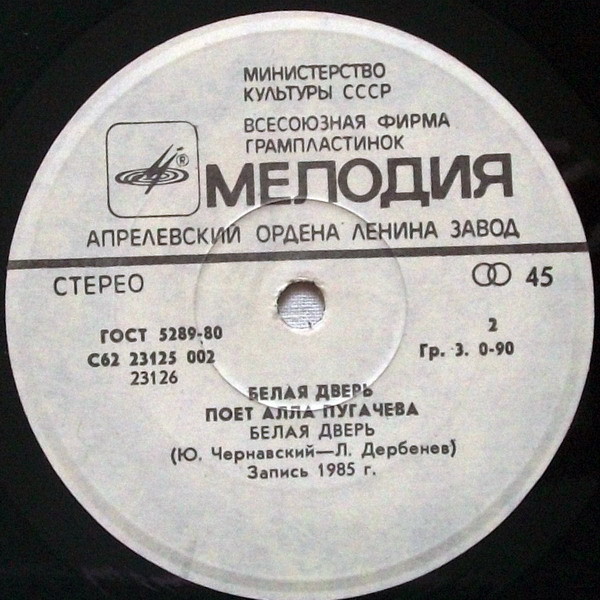 МИНИСТЕРСТВО
КУЛЬТУРЫ СССР
ВСЕСОЮЗНАЯ ФИРМА
ГРАМПЛАСТИНОК
® МЕЛОДИЯ
АПРЕЛЕВСКИЙ ОРДЕНА ЛЕНИНА ЗАВОД
СТЕРЕО 45
ГОСТ 5289-80 2
С62 23125 002 Гр. 3. 0-90
23126
БЕЛАЯ ДВЕРЬ
ПОЕТ АЛЛА ПУГАЧЕВА
БЕЛАЯ ДВЕРЬ
(Ю. Чернавский—Л. Дербенев)
Запись 1985 г.